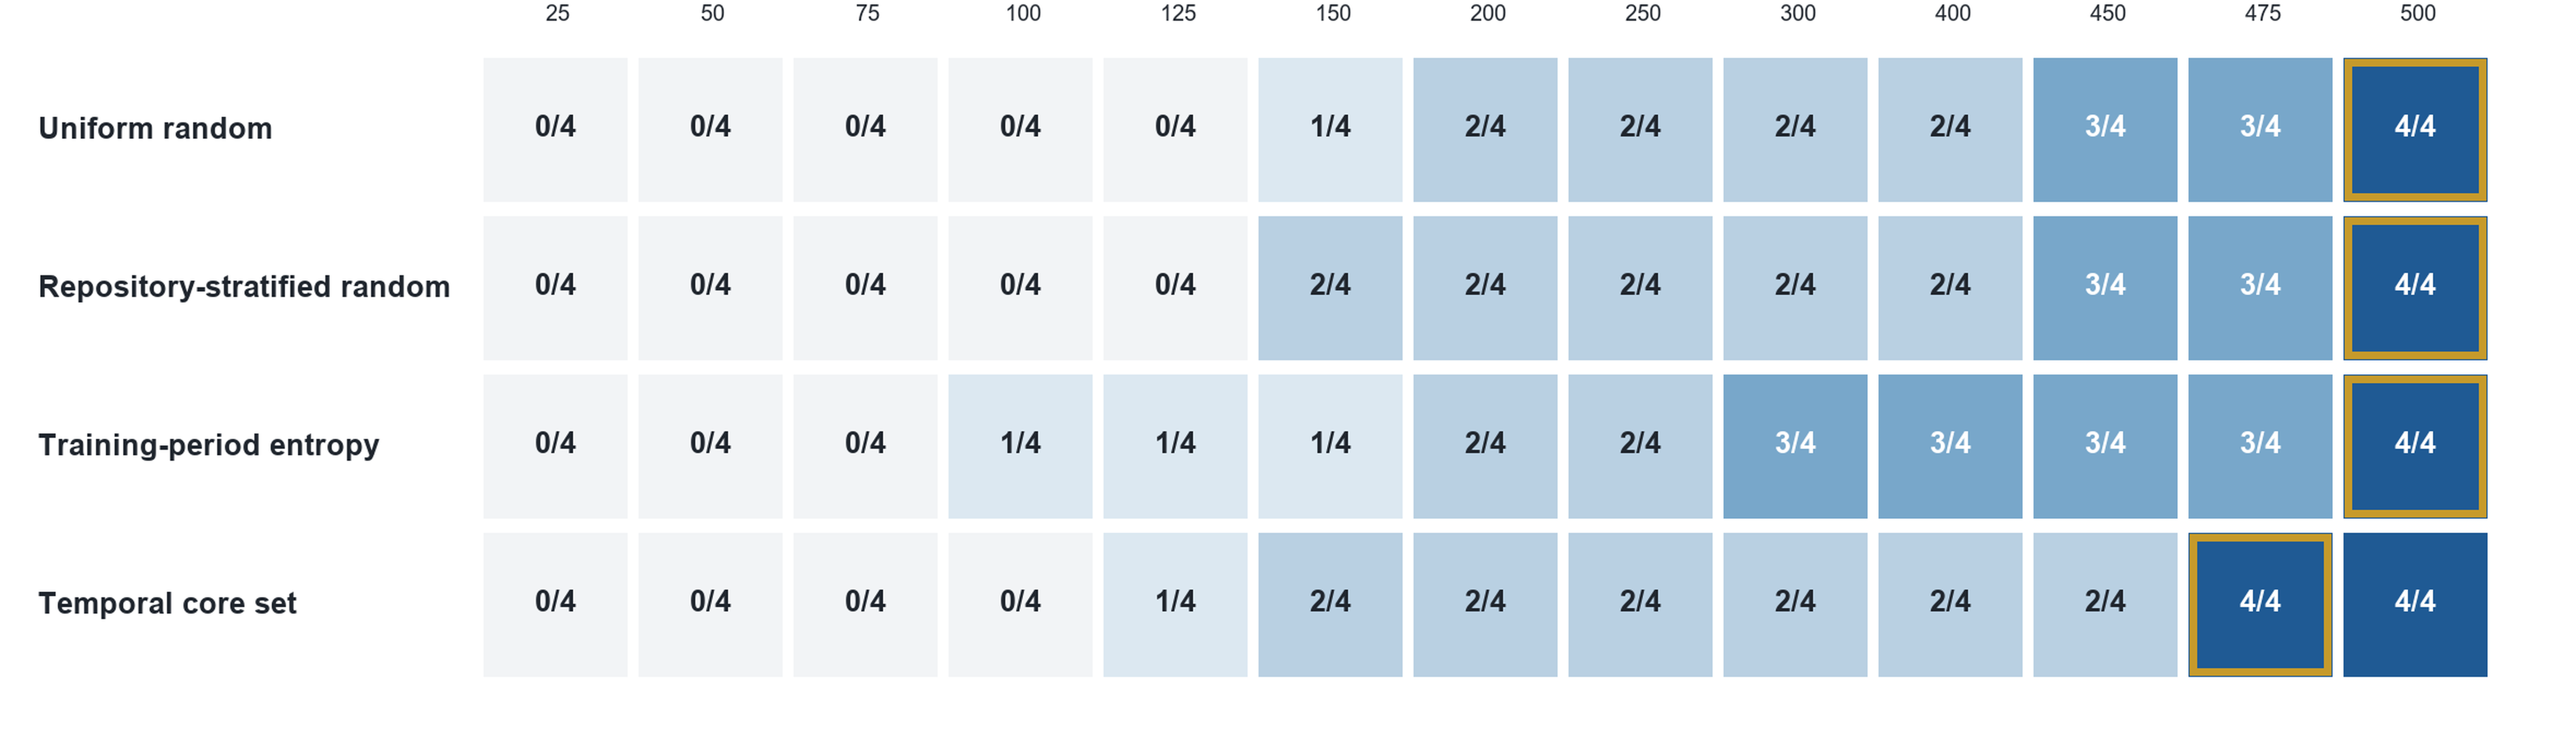 25 50 75 100 125 150 200 250 300 400 450 475 500
Uniform random 0/4 0/4 0/4 0/4 0/4 1/4 2/4 2/4 2/4 2/4 3/4 3/4 4/4
Repository-stratified random 0/4 0/4 0/4 0/4 0/4 2/4 2/4 2/4 2/4 2/4 3/4 3/4 4/4
Training-period entropy 0/4 0/4 0/4 1/4 1/4 1/4 2/4 2/4 3/4 3/4 3/4 3/4 4/4
Temporal core set 0/4 0/4 0/4 0/4 1/4 2/4 2/4 2/4 2/4 2/4 2/4 4/4 4/4